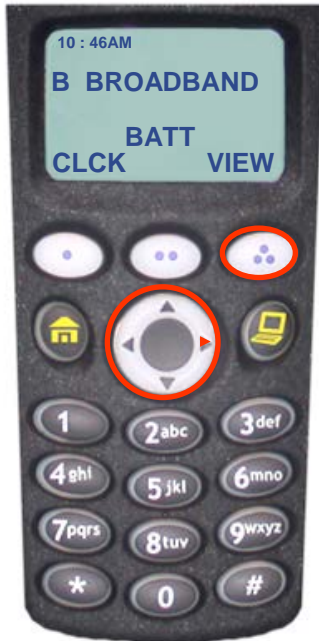 10 : 46AM
B BROADBAND
BATT
CLCK VIEW
1 2abc 3def
4ghi 5jkl 6mno
7pqrs 8tuv 9wxyz
* 0 #